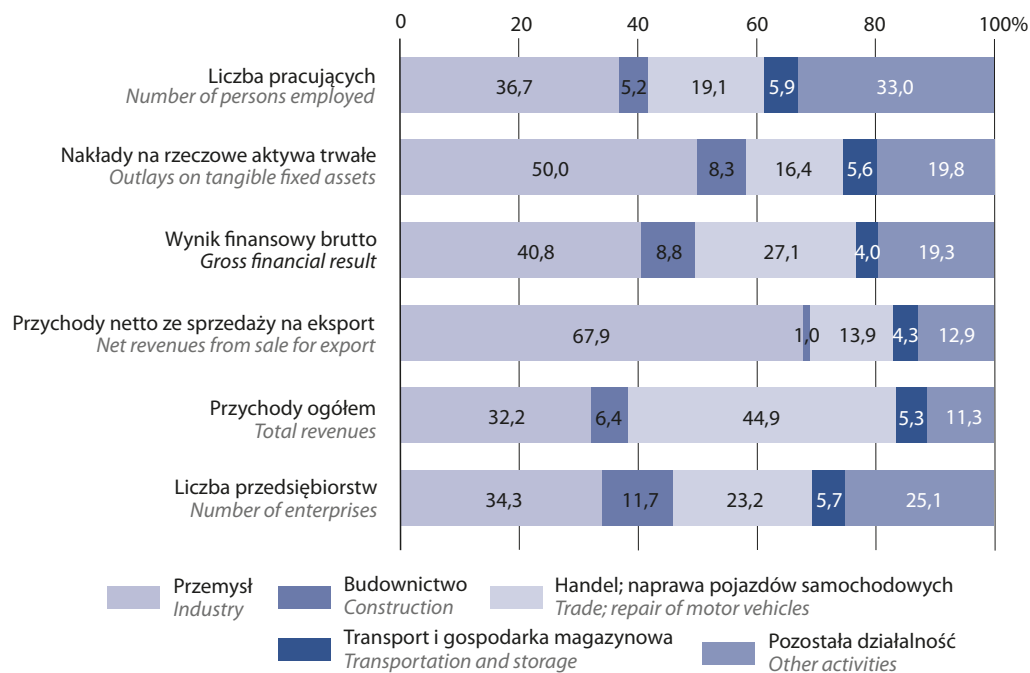 0 20 40 60 80 100%
Liczba pracujących
Number of persons employed
36,7 5,2 19,1 5,9 33,0
Nakłady na rzeczowe aktywa trwałe
Outlays on tangible fixed assets
50,0 8,3 16,4 5,6 19,8
Wynik finansowy brutto
Gross financial result
40,8 8,8 27,1 4,0 19,3
Przychody netto ze sprzedaży na eksport
Net revenues from sale for export
67,9 1,0 13,9 4,3 12,9
Przychody ogółem
Total revenues
32,2 6,4 44,9 5,3 11,3
Liczba przedsiębiorstw
Number of enterprises
34,3 11,7 23,2 5,7 25,1
Przemysł
Industry
Budownictwo
Construction
Handel; naprawa pojazdów samochodowych
Trade; repair of motor vehicles
Transport i gospodarka magazynowa
Transportation and storage
Pozostała działalność
Other activities